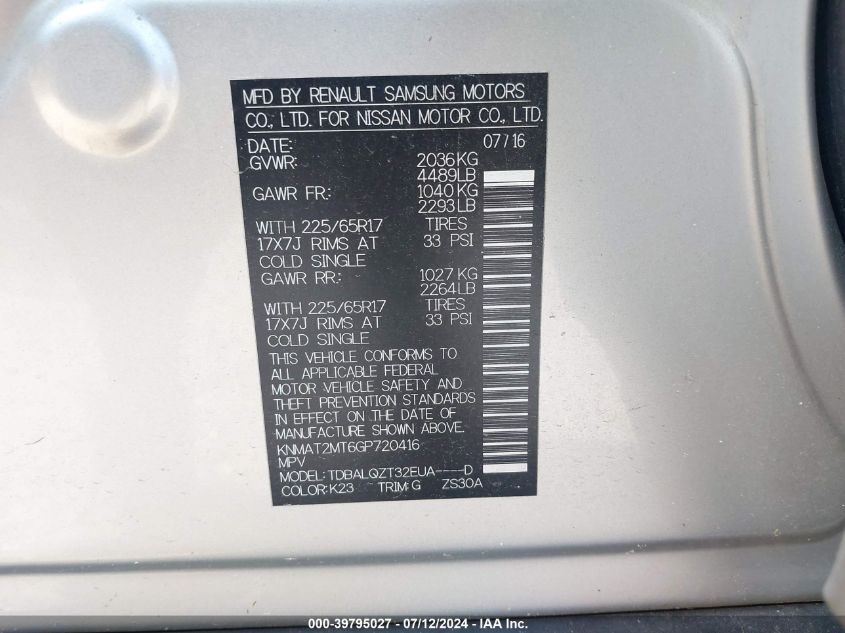 MFD BY RENAULT SAMSUNG MOTORS
CO., LTD. FOR NISSAN MOTOR CO., LTD.
DATE: 07/16
GVWR: 2036KG
4489LB
GAWR FR.: 1040 KG
2293LB
WITH 225/65R17 TIRES
17X7J RIMS AT 33 PSI
COLD SINGLE
GAWR RR.: 1027 KG
2264LB
WITH 225/65R17 TIRES
17X7J RIMS AT 33 PSI
COLD SINGLE
THIS VEHICLE CONFORMS TO
ALL APPLICABLE FEDERAL
MOTOR VEHICLE SAFETY AND
THEFT PREVENTION STANDARDS
IN EFFECT ON THE DATE OF
MANUFACTURE SHOWN ABOVE.
KNMAT2MT6GP720416
MPV
MODEL: TDBALQZT32EUA----D
COLOR:K23 TRIM:G ZS30A
000-39795027 - 07/12/2024 - IAA Inc.